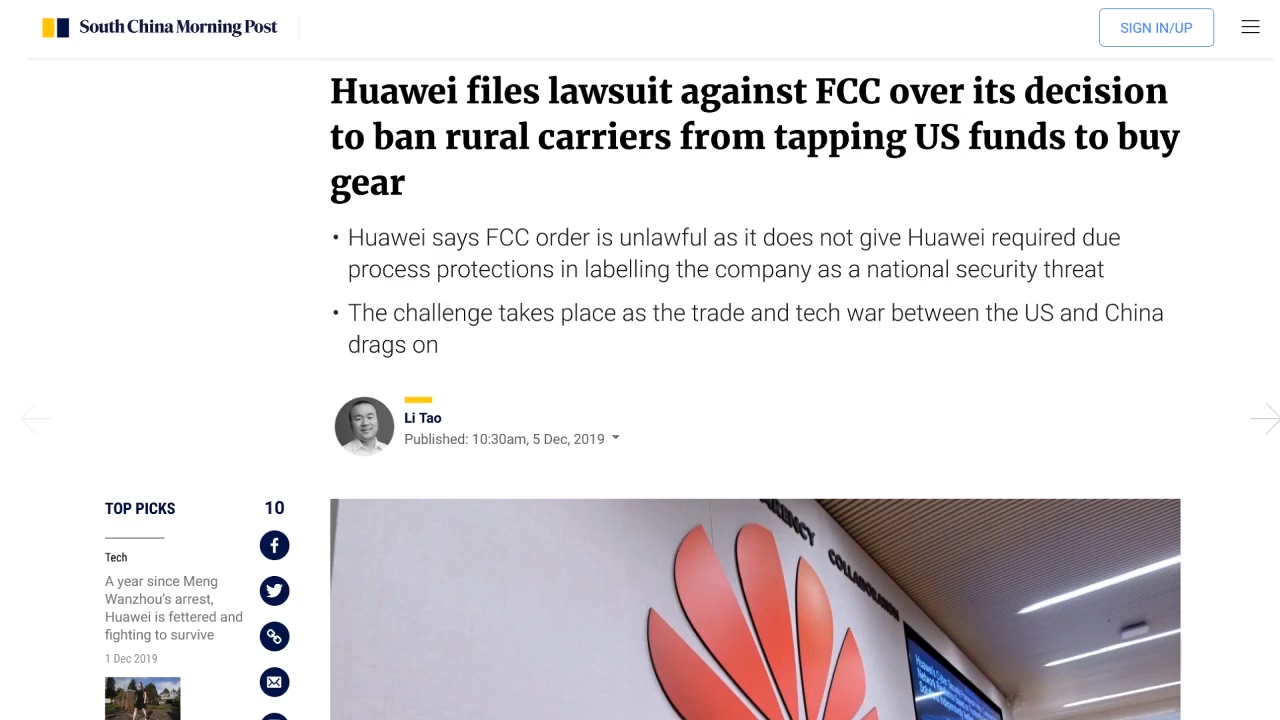 South China Morning Post
SIGN IN/UP
Huawei files lawsuit against FCC over its decision
to ban rural carriers from tapping US funds to buy
gear
• Huawei says FCC order is unlawful as it does not give Huawei required due
process protections in labelling the company as a national security threat
• The challenge takes place as the trade and tech war between the US and China
drags on
Li Tao
Published: 10:30am, 5 Dec, 2019
TOP PICKS
10
Tech
A year since Meng
Wanzhou’s arrest,
Huawei is fettered and
fighting to survive
1 Dec 2019